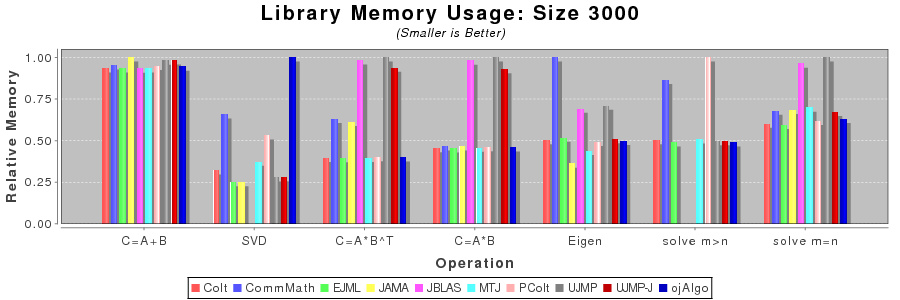 Library Memory Usage: Size 3000
(Smaller is Better)
Relative Memory
1.00
0.75
0.50
0.25
0.00
C=A+B SVD C=A*B^T C=A*B Eigen solve m>n solve m=n
Operation
Colt CommMath EJML JAMA JBLAS MTJ PColt UJMP UJMP-J ojAlgo